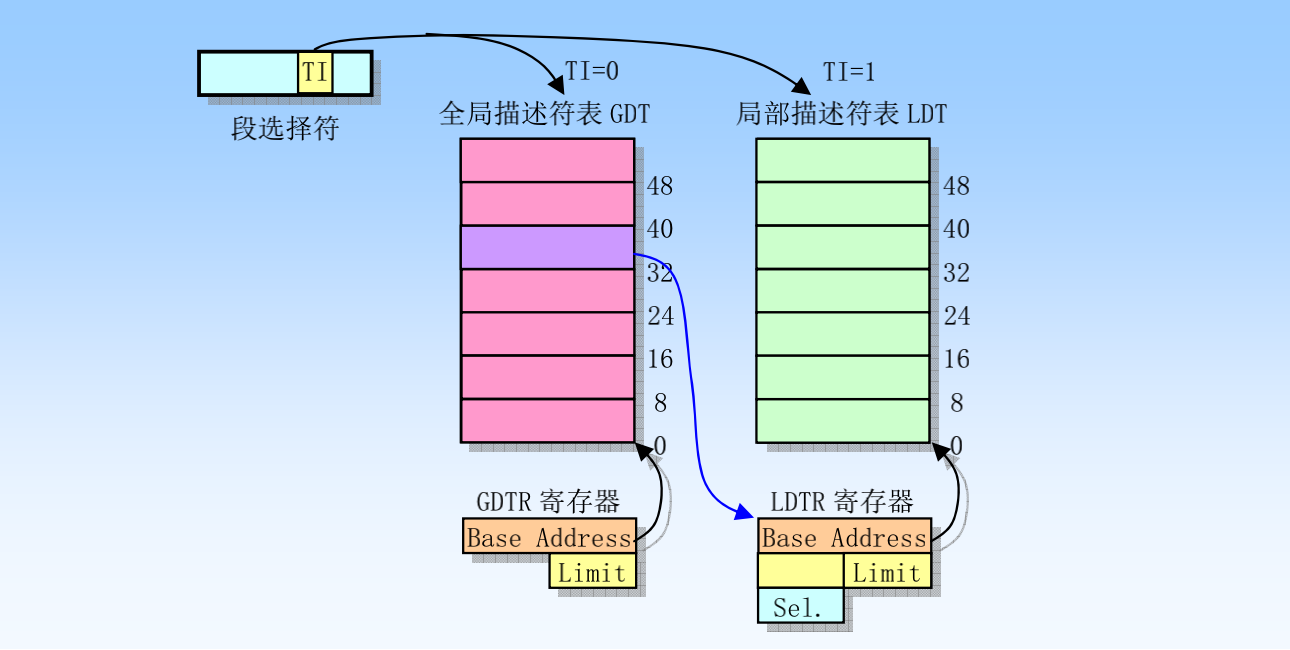 TI
段选择符
TI=0
TI=1
全局描述符表 GDT
局部描述符表 LDT
48
40
32
24
16
8
0
48
40
32
24
16
8
0
GDTR 寄存器
Base Address
Limit
LDTR 寄存器
Base Address
Limit
Sel.